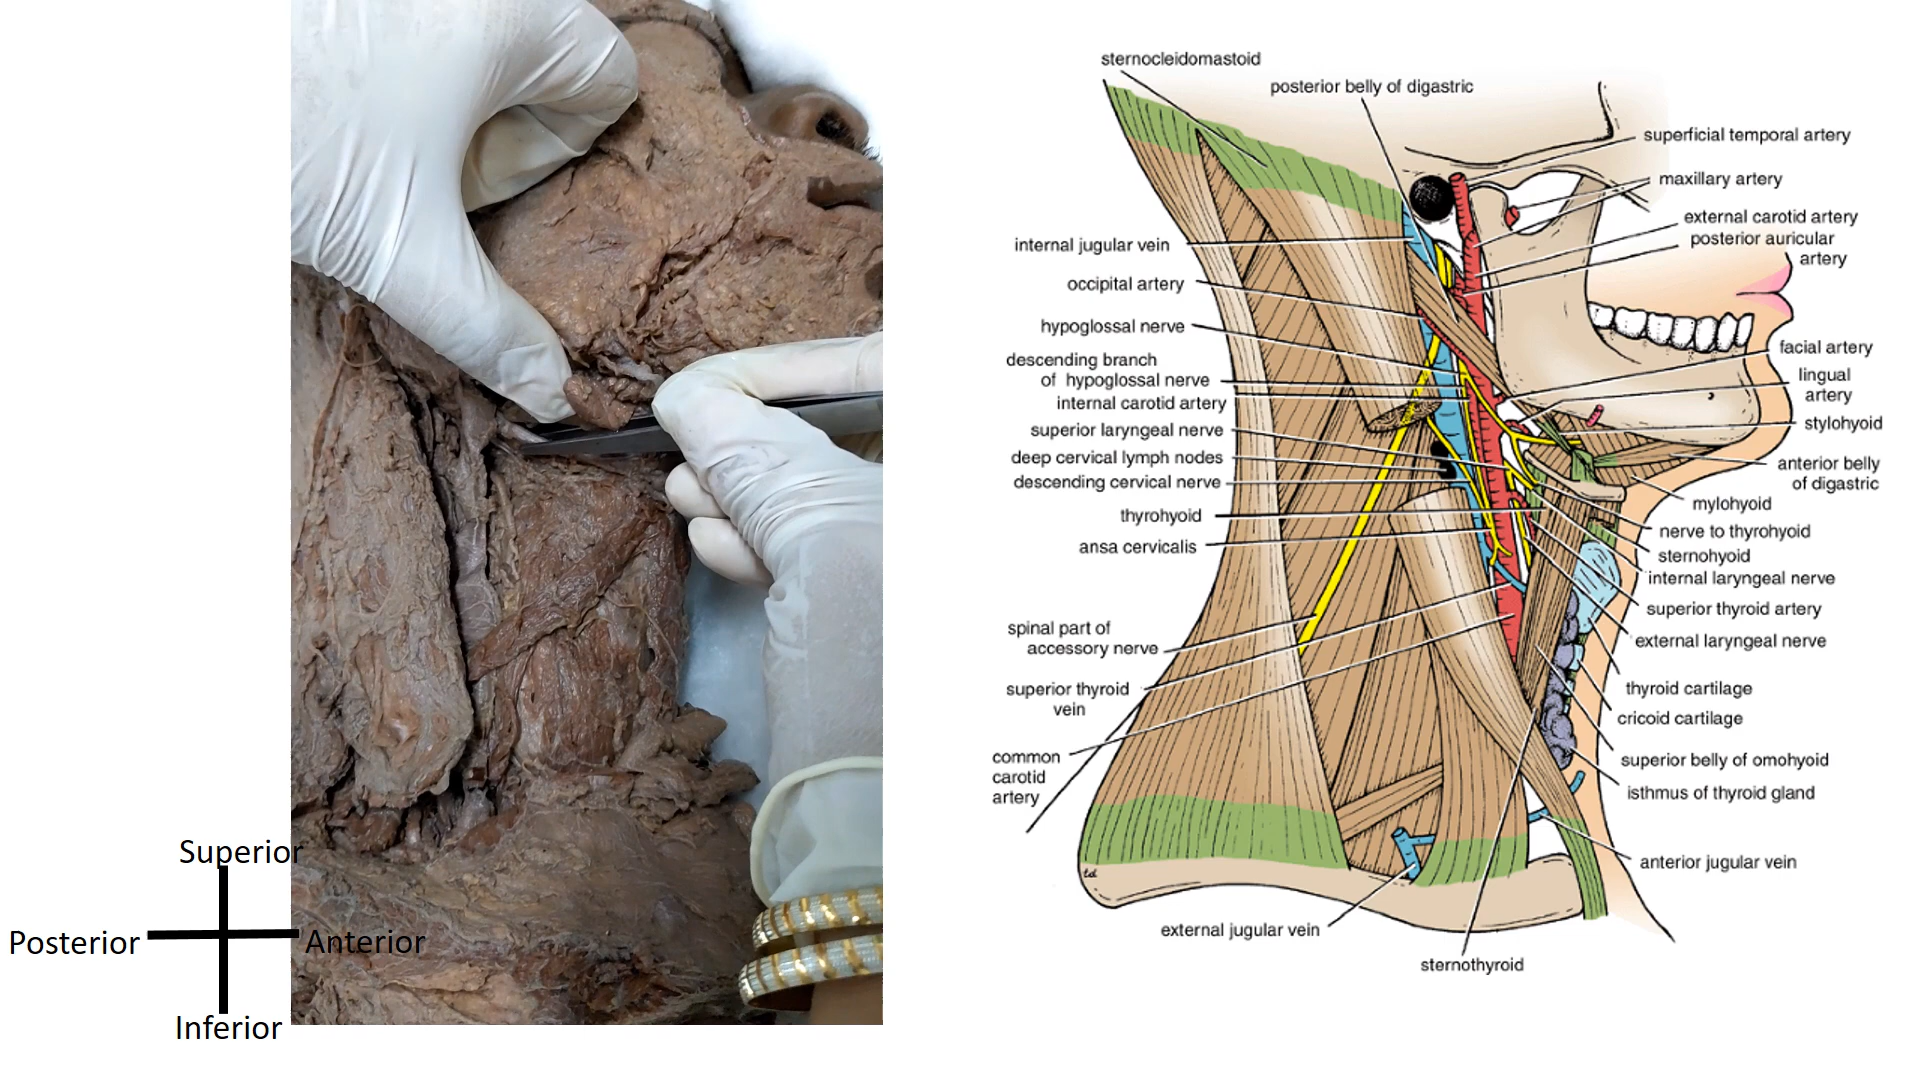 Superior
Posterior
Anterior
Inferior
sternocleidomastoid
posterior belly of digastric
internal jugular vein
occipital artery
hypoglossal nerve
descending branch
of hypoglossal nerve
internal carotid artery
superior laryngeal nerve
deep cervical lymph nodes
descending cervical nerve
thyrohyoid
ansa cervicalis
spinal part of
accessory nerve
superior thyroid
vein
common
carotid
artery
td
external jugular vein
sternothyroid
superficial temporal artery
maxillary artery
external carotid artery
posterior auricular
artery
facial artery
lingual
artery
stylohyoid
anterior belly
of digastric
mylohyoid
nerve to thyrohyoid
sternohyoid
internal laryngeal nerve
superior thyroid artery
external laryngeal nerve
thyroid cartilage
cricoid cartilage
superior belly of omohyoid
isthmus of thyroid gland
anterior jugular vein